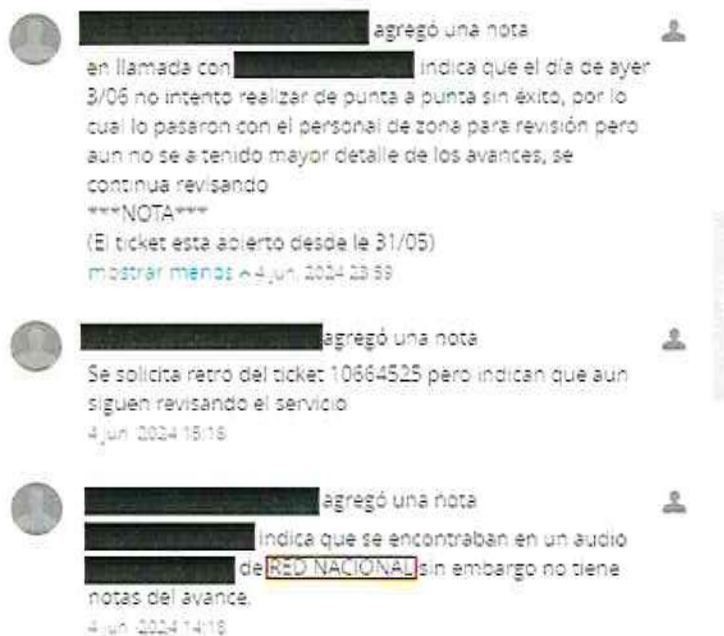 agregó una nota
en llamada con indica que el día de ayer
3/06 no intento realizar de punta a punta sin éxito, por lo
cual lo pasaron con el personal de zona para revisión pero
aun no se a tenido mayor detalle de los avances, se
continua revisando
***NOTA***
(El ticket esta abierto desde le 31/05)
mostrar menos 4 jun. 2024 23:59
agregó una nota
Se solicita retro del ticket 10664525 pero indican que aun
siguen revisando el servicio
4 jun. 2024 18:18
agregó una nota
indica que se encontraban en un audio
de RED NACIONAL sin embargo no tiene
notas del avance.
4 jun. 2024 14:18